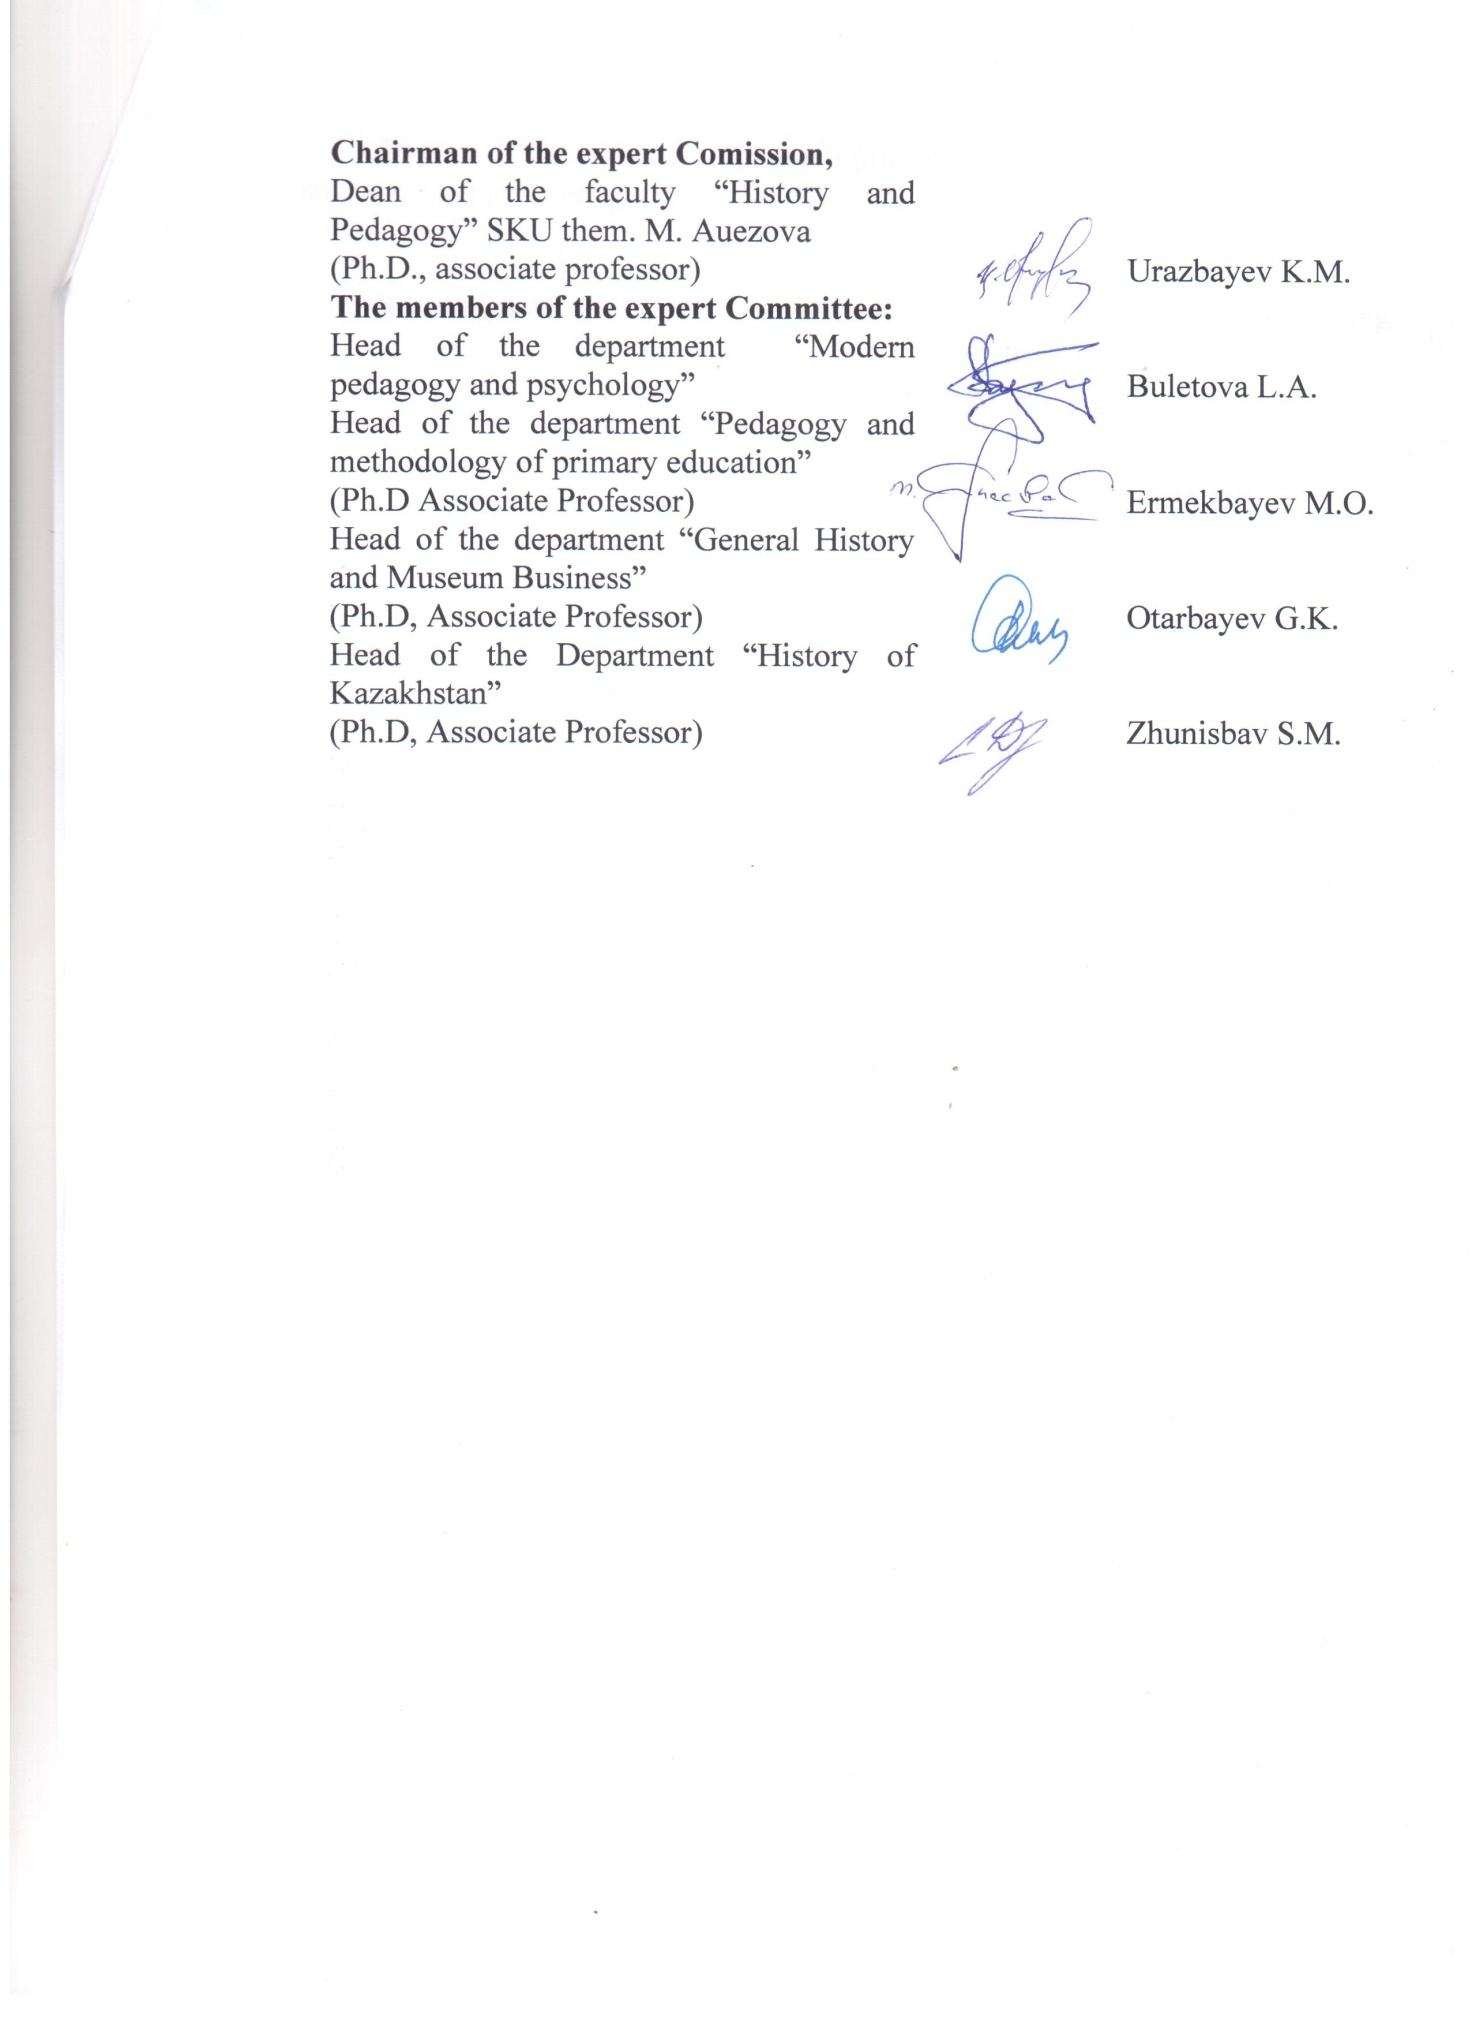 Chairman of the expert Comission,
Dean of the faculty “History and
Pedagogy” SKU them. M. Auezova
(Ph.D., associate professor) Urazbayev K.M.
The members of the expert Committee:
Head of the department “Modern
pedagogy and psychology” Buletova L.A.
Head of the department “Pedagogy and
methodology of primary education”
(Ph.D Associate Professor) Ermekbayev M.O.
Head of the department “General History
and Museum Business”
(Ph.D, Associate Professor) Otarbayev G.K.
Head of the Department “History of
Kazakhstan”
(Ph.D, Associate Professor) Zhunisbav S.M.